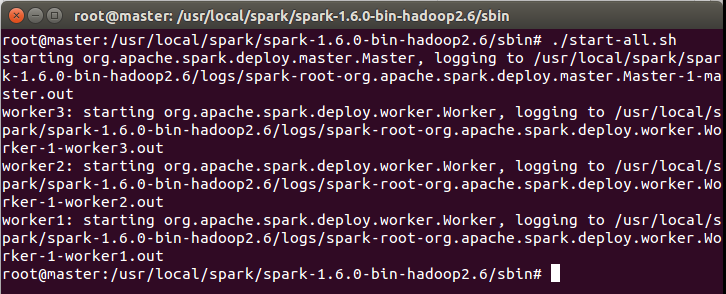 root@master: /usr/local/spark/spark-1.6.0-bin-hadoop2.6/sbin
root@master:/usr/local/spark/spark-1.6.0-bin-hadoop2.6/sbin# ./start-all.sh
starting org.apache.spark.deploy.master.Master, logging to /usr/local/spark/spa
rk-1.6.0-bin-hadoop2.6/logs/spark-root-org.apache.spark.deploy.master.Master-1-ma
ster.out
worker3: starting org.apache.spark.deploy.worker.Worker, logging to /usr/local/s
park/spark-1.6.0-bin-hadoop2.6/logs/spark-root-org.apache.spark.deploy.worker.Wo
rker-1-worker3.out
worker2: starting org.apache.spark.deploy.worker.Worker, logging to /usr/local/s
park/spark-1.6.0-bin-hadoop2.6/logs/spark-root-org.apache.spark.deploy.worker.Wo
rker-1-worker2.out
worker1: starting org.apache.spark.deploy.worker.Worker, logging to /usr/local/s
park/spark-1.6.0-bin-hadoop2.6/logs/spark-root-org.apache.spark.deploy.worker.Wo
rker-1-worker1.out
root@master:/usr/local/spark/spark-1.6.0-bin-hadoop2.6/sbin#